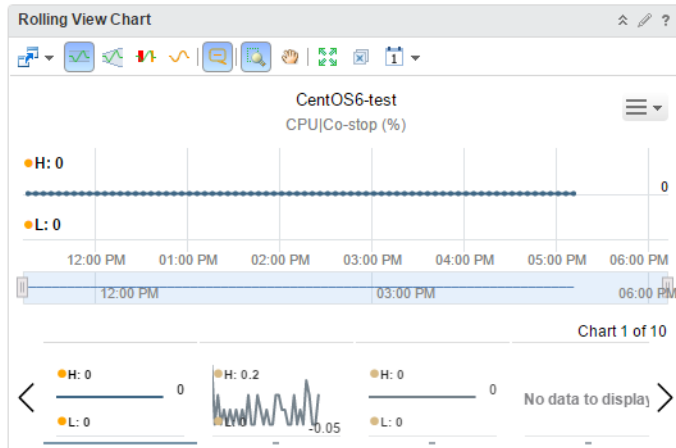 Rolling View Chart ?
1
CentOS6-test
CPU|Co-stop (%)
H: 0
0
L: 0
12:00 PM 01:00 PM 02:00 PM 03:00 PM 04:00 PM 05:00 PM 06:00 PM
12:00 PM 03:00 PM 06:00 PM
Chart 1 of 10
H: 0 H: 0.2 H: 0
0 0 No data to display
L: 0 L: 0 -0.05 L: 0